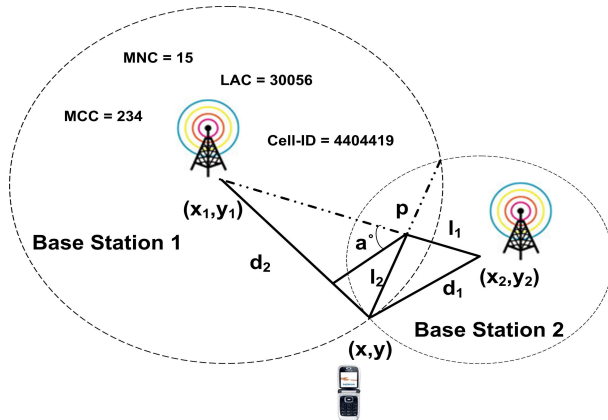 MNC = 15
LAC = 30056
MCC = 234
Cell-ID = 4404419
(x₁,y₁)
Base Station 1
p
l₁
a°
d₂
l₂
(x₂,y₂)
d₁
Base Station 2
(x,y)